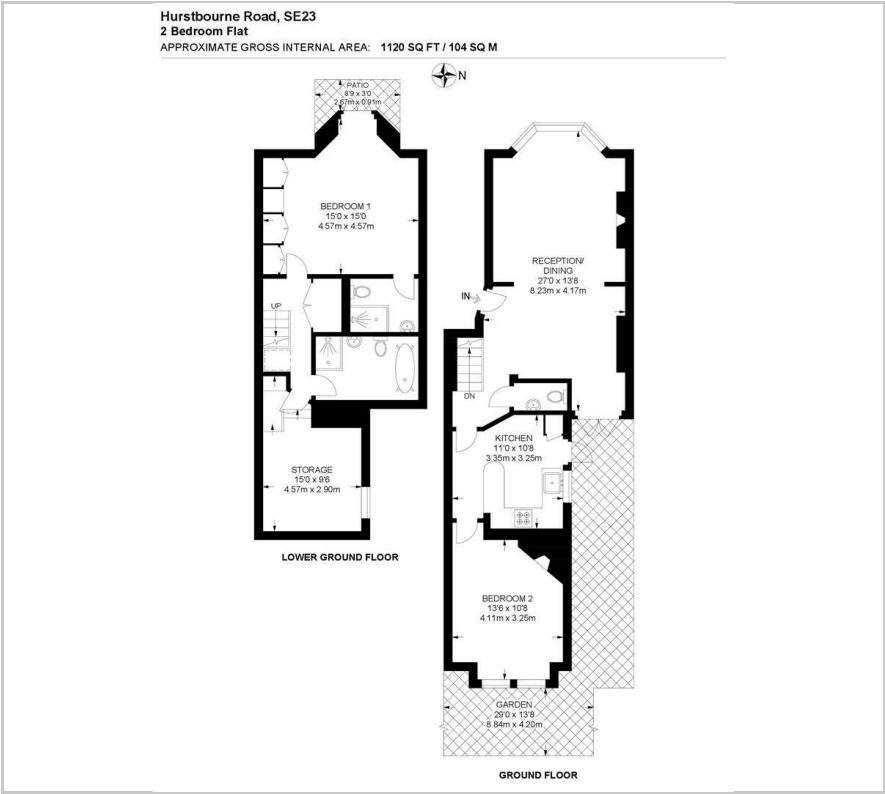 Hurstbourne Road, SE23
2 Bedroom Flat
APPROXIMATE GROSS INTERNAL AREA: 1120 SQ FT / 104 SQ M
N
PATIO
8'9 x 3'0
2.67m x 0.91m
BEDROOM 1
15'0 x 15'0
4.57m x 4.57m
UP
STORAGE
15'0 x 9'6
4.57m x 2.90m
LOWER GROUND FLOOR
RECEPTION/
DINING
27'0 x 13'8
8.23m x 4.17m
IN
DN
KITCHEN
11'0 x 10'8
3.35m x 3.25m
BEDROOM 2
13'6 x 10'8
4.11m x 3.25m
GARDEN
29'0 x 13'8
8.84m x 4.20m
GROUND FLOOR